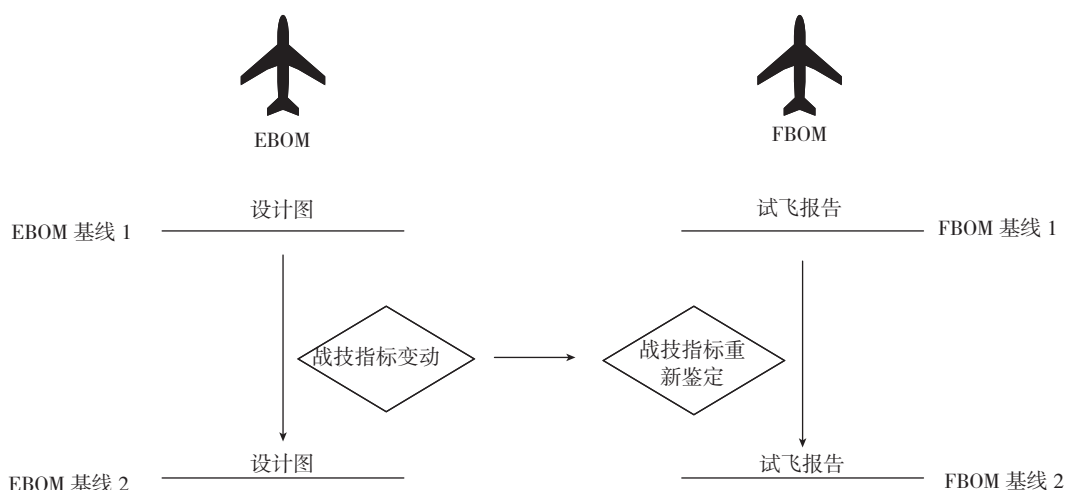 EBOM
FBOM
设计图
试飞报告
EBOM 基线 1
FBOM 基线 1
战技指标变动
战技指标重
新鉴定
设计图
试飞报告
EBOM 基线 2
FBOM 基线 2